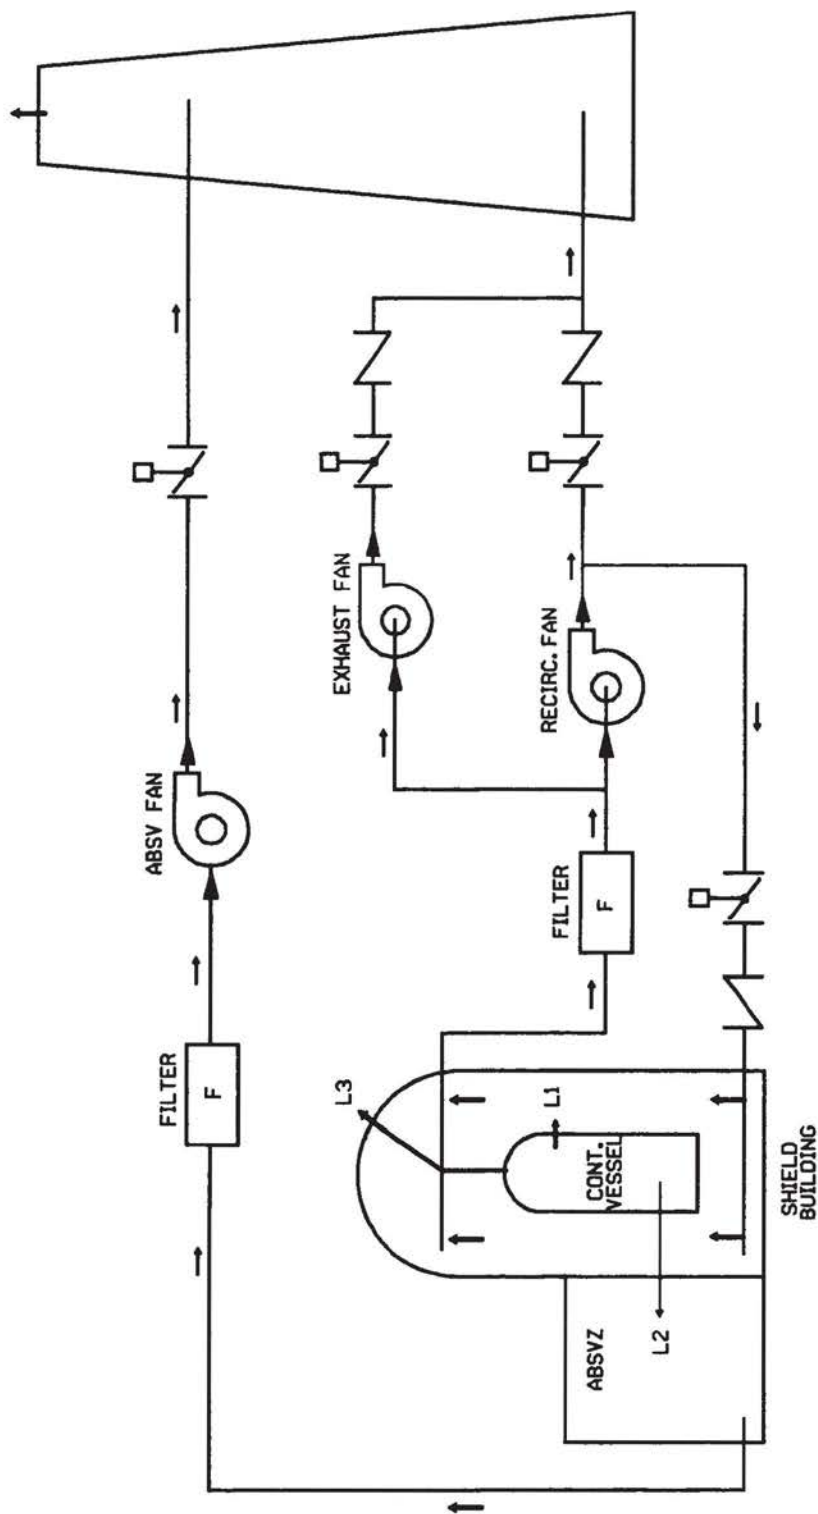 ABSV FAN
EXHAUST FAN
RECIRC. FAN
FILTER
F
FILTER
F
L3
L1
CONT.
VESSEL
ABSVZ
L2
SHIELD
BUILDING